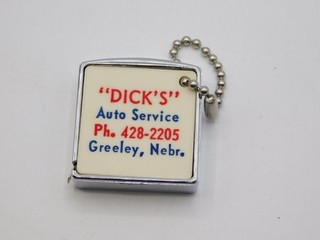 "DICK'S"
Auto Service
Ph. 428-2205
Greeley, Nebr.